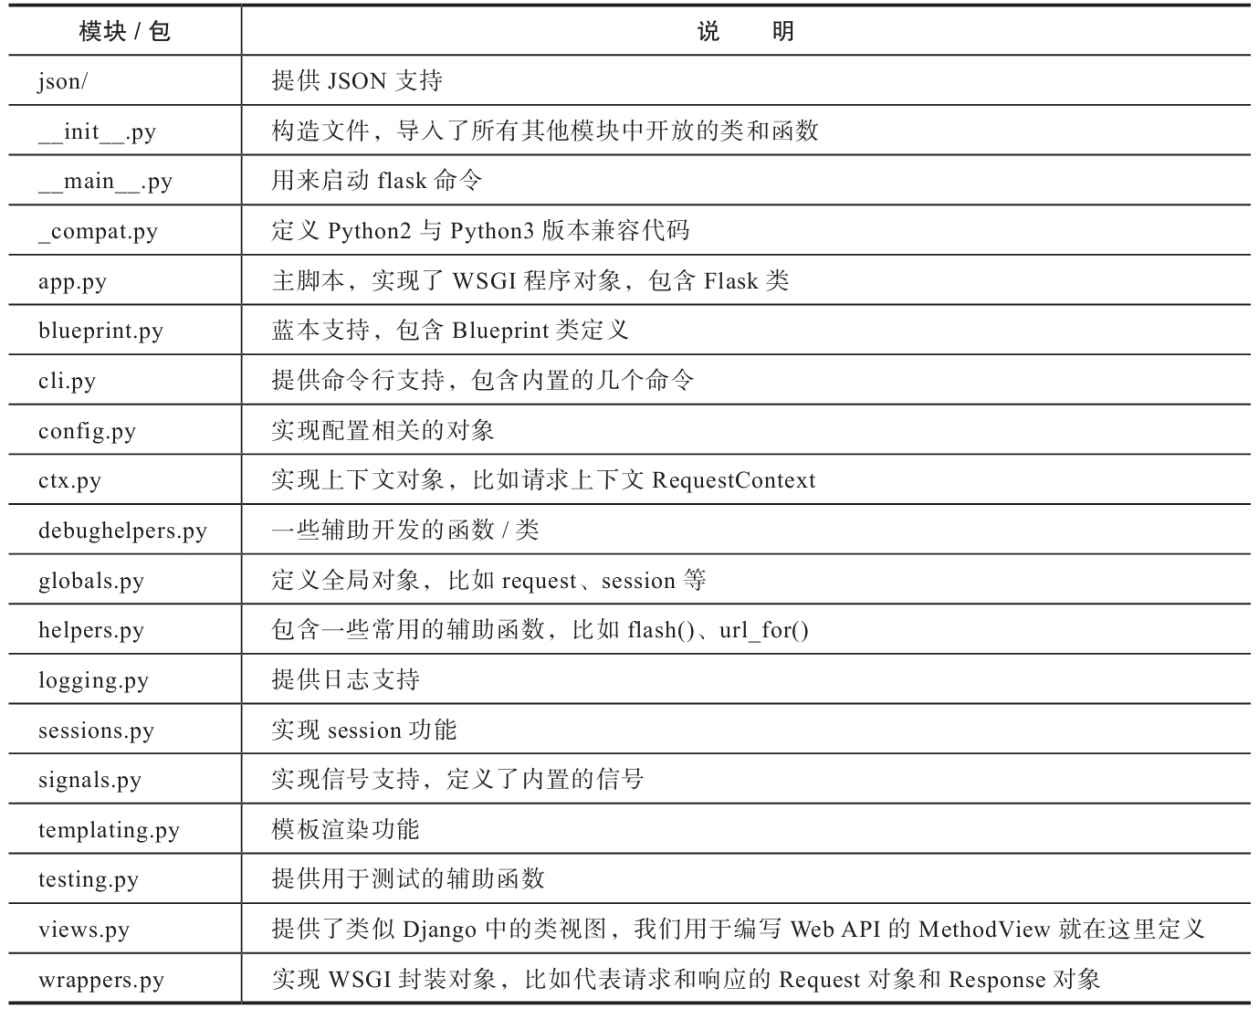 模块 / 包 说 明
json/ 提供 JSON 支持
__init__.py 构造文件，导入了所有其他模块中开放的类和函数
__main__.py 用来启动 flask 命令
_compat.py 定义 Python2 与 Python3 版本兼容代码
app.py 主脚本，实现了 WSGI 程序对象，包含 Flask 类
blueprint.py 蓝本支持，包含 Blueprint 类定义
cli.py 提供命令行支持，包含内置的几个命令
config.py 实现配置相关的对象
ctx.py 实现上下文对象，比如请求上下文 RequestContext
debughelpers.py 一些辅助开发的函数 / 类
globals.py 定义全局对象，比如 request、session 等
helpers.py 包含一些常用的辅助函数，比如 flash()、url_for()
logging.py 提供日志支持
sessions.py 实现 session 功能
signals.py 实现信号支持，定义了内置的信号
templating.py 模板渲染功能
testing.py 提供用于测试的辅助函数
views.py 提供了类似 Django 中的类视图，我们用于编写 Web API 的 MethodView 就在这里定义
wrappers.py 实现 WSGI 封装对象，比如代表请求和响应的 Request 对象和 Response 对象